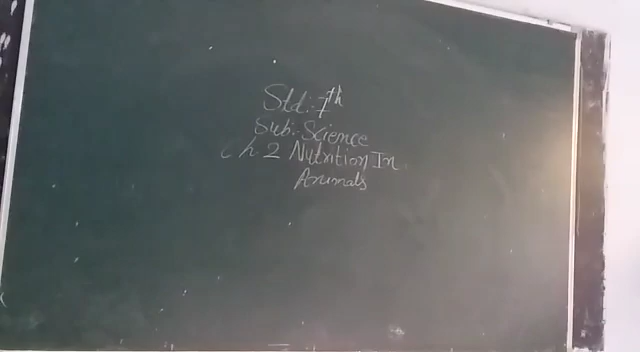 Std:-7th
Sub:-Science
Ch.2 Nutrition In
Animals